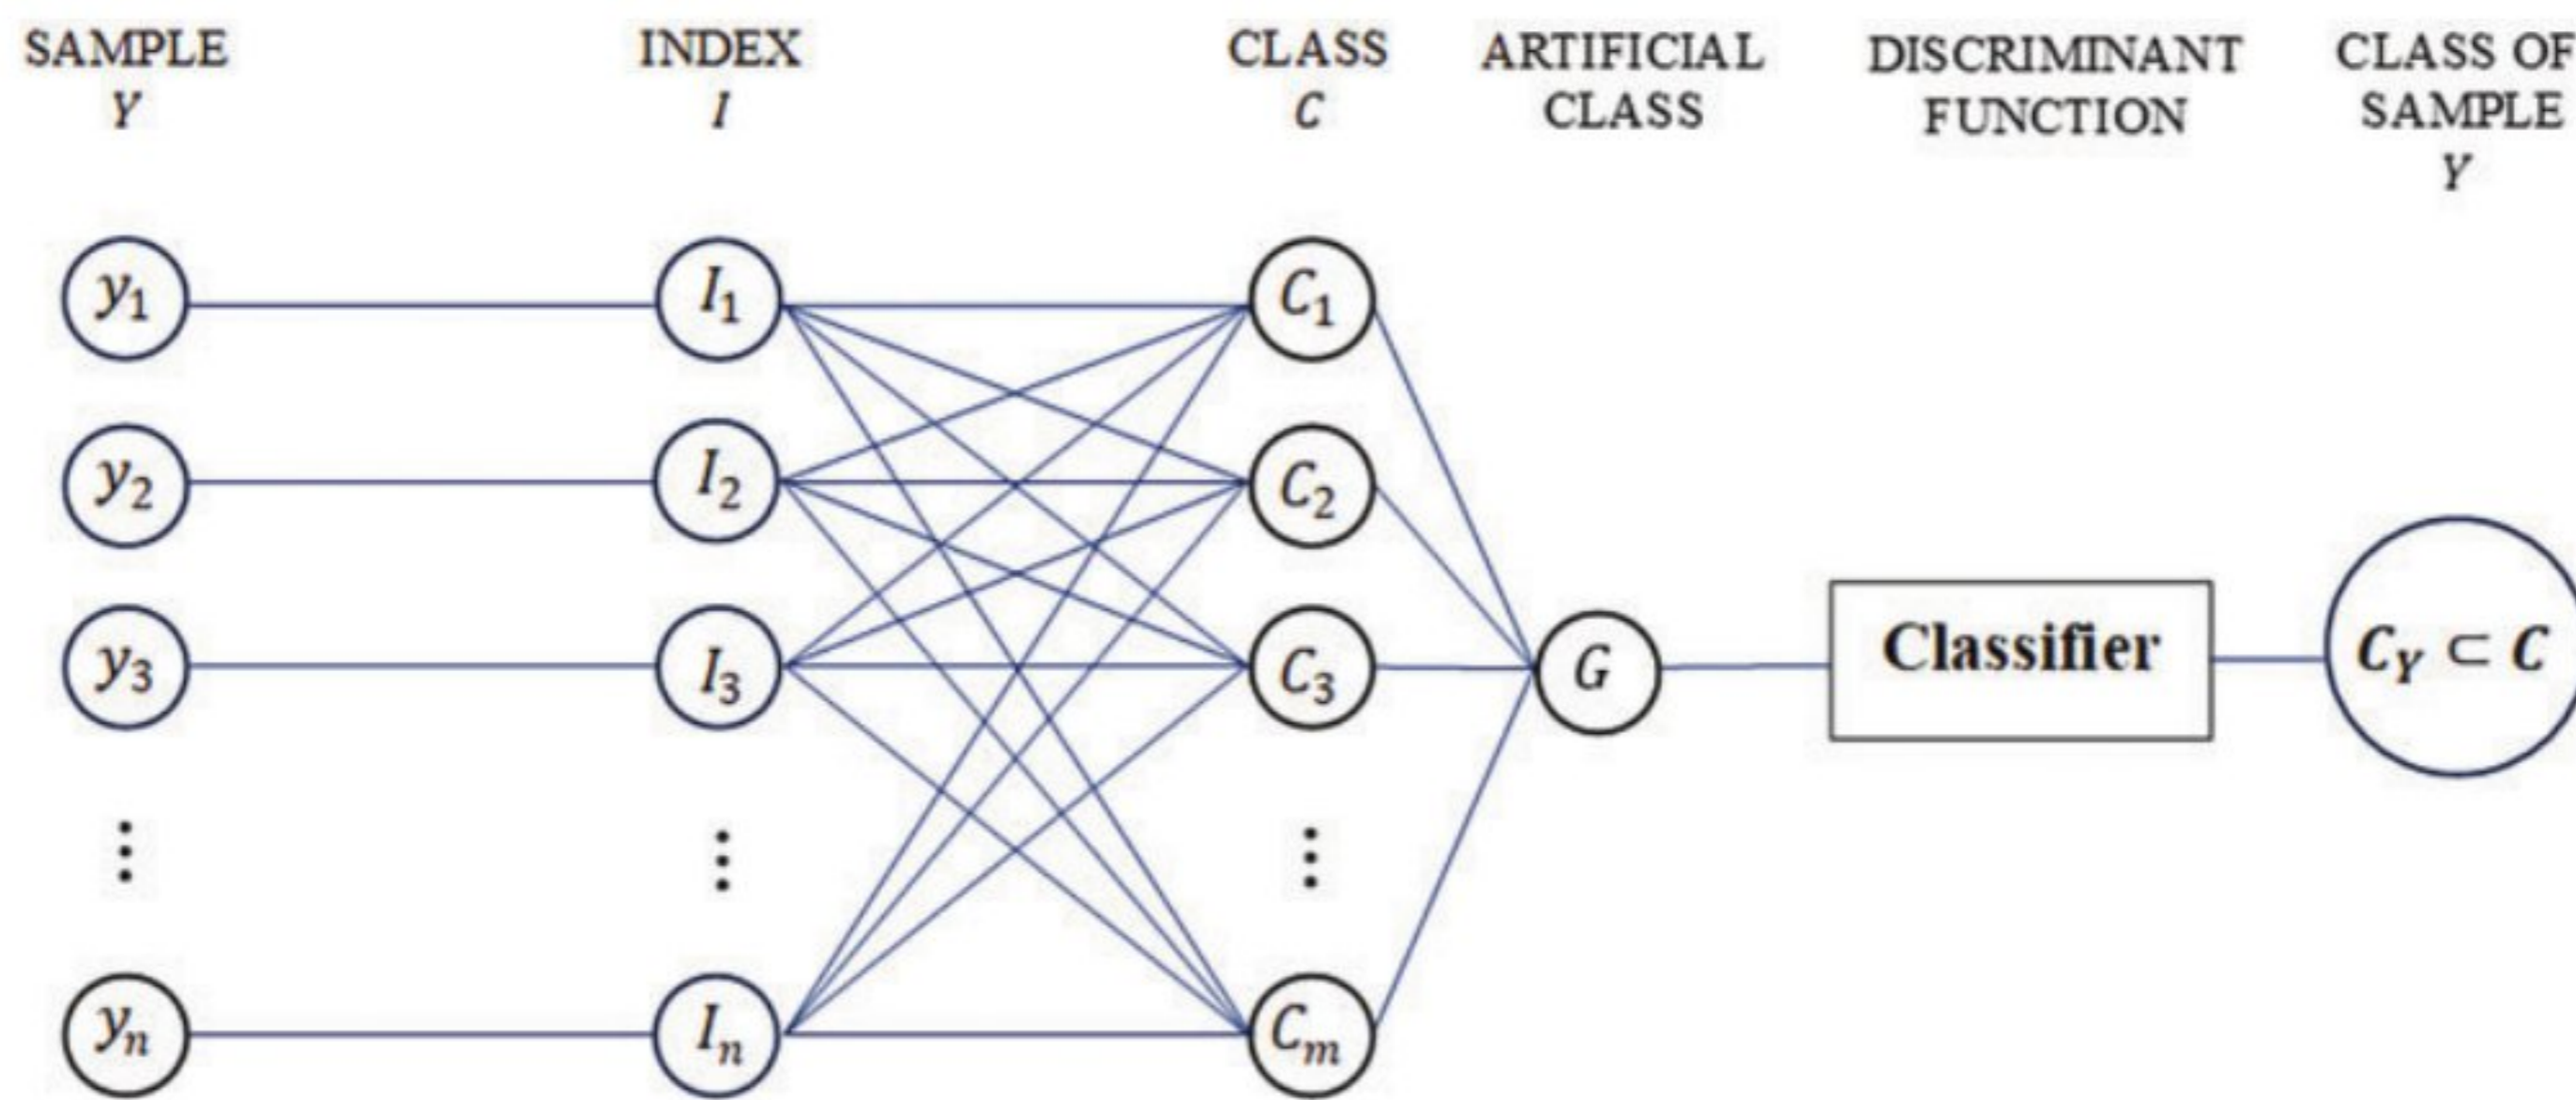 SAMPLE
Y
INDEX
I
CLASS
C
ARTIFICIAL
CLASS
DISCRIMINANT
FUNCTION
CLASS OF
SAMPLE
Y
y₁
I₁
C₁
y₂
I₂
C₂
y₃
I₃
C₃
G
Classifier
C_Y ⊂ C
⋮
⋮
⋮
yₙ
Iₙ
Cₘ